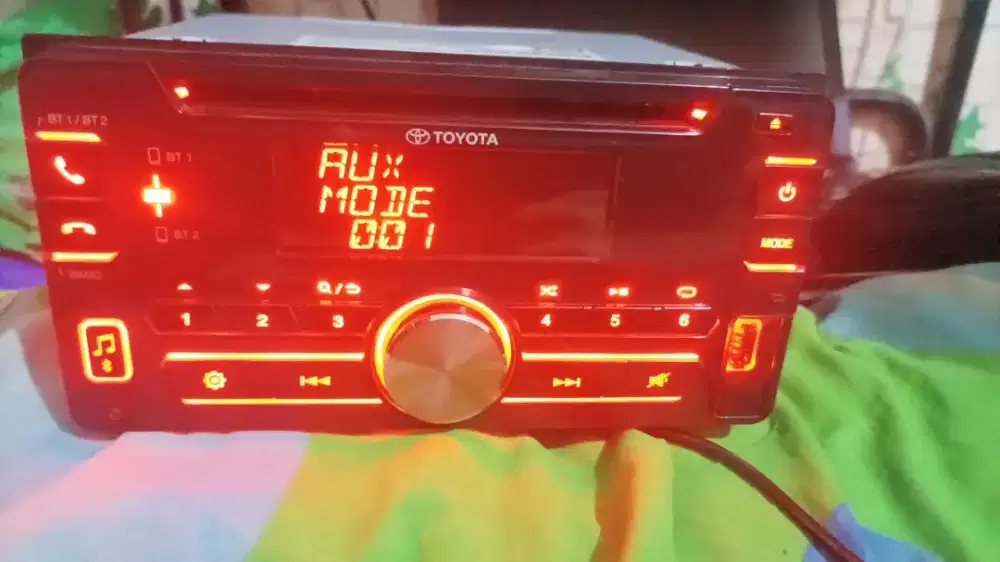 BT 1 / BT 2
TOYOTA
BT 1
BT 2
AUX
MODE
001
MODE
1 2 3 4 5 6